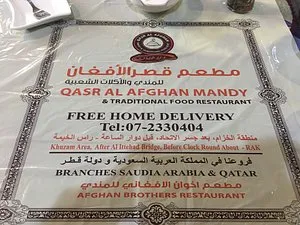 مطعم قصر الأفغان
للمندي والأكلات الشعبية
QASR AL AFGHAN MANDY
& TRADITIONAL FOOD RESTAURANT
FREE HOME DELIVERY
Tel:07-2330404
منطقة الخزام، بعد جسر الاتحاد، قبل دوار الساعة - رأس الخيمة
Khuzam Area, After Al Ittehad Bridge, Before Clock Round About - RAK
فروعنا في المملكة العربية السعودية و دولة قطر
BRANCHES SAUDIA ARABIA & QATAR
مطعم اخوان الأفغاني للمندي
AFGHAN BROTHERS RESTAURANT